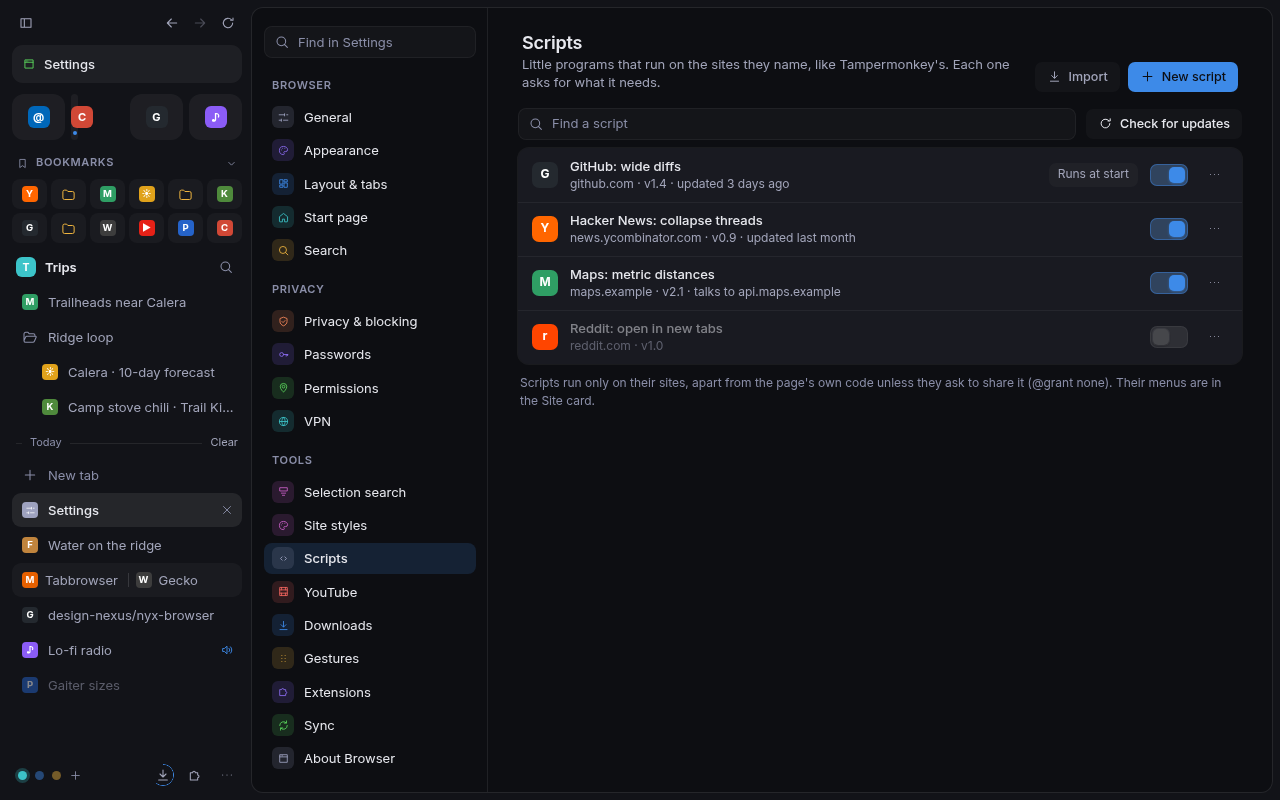 Settings
@
C
G
BOOKMARKS
Y
M
K
G
W
P
C
T Trips
M Trailheads near Calera
Ridge loop
Calera · 10-day forecast
K Camp stove chili · Trail Ki...
Today
Clear
New tab
Settings
F Water on the ridge
M Tabbrowser
W Gecko
G design-nexus/nyx-browser
Lo-fi radio
P Gaiter sizes
Find in Settings
BROWSER
General
Appearance
Layout & tabs
Start page
Search
PRIVACY
Privacy & blocking
Passwords
Permissions
VPN
TOOLS
Selection search
Site styles
Scripts
YouTube
Downloads
Gestures
Extensions
Sync
About Browser
Scripts
Little programs that run on the sites they name, like Tampermonkey's. Each one
asks for what it needs.
Import
New script
Find a script
Check for updates
G GitHub: wide diffs
github.com · v1.4 · updated 3 days ago
Runs at start
Y Hacker News: collapse threads
news.ycombinator.com · v0.9 · updated last month
M Maps: metric distances
maps.example · v2.1 · talks to api.maps.example
r Reddit: open in new tabs
reddit.com · v1.0
Scripts run only on their sites, apart from the page's own code unless they ask to share it (@grant none). Their menus are in
the Site card.